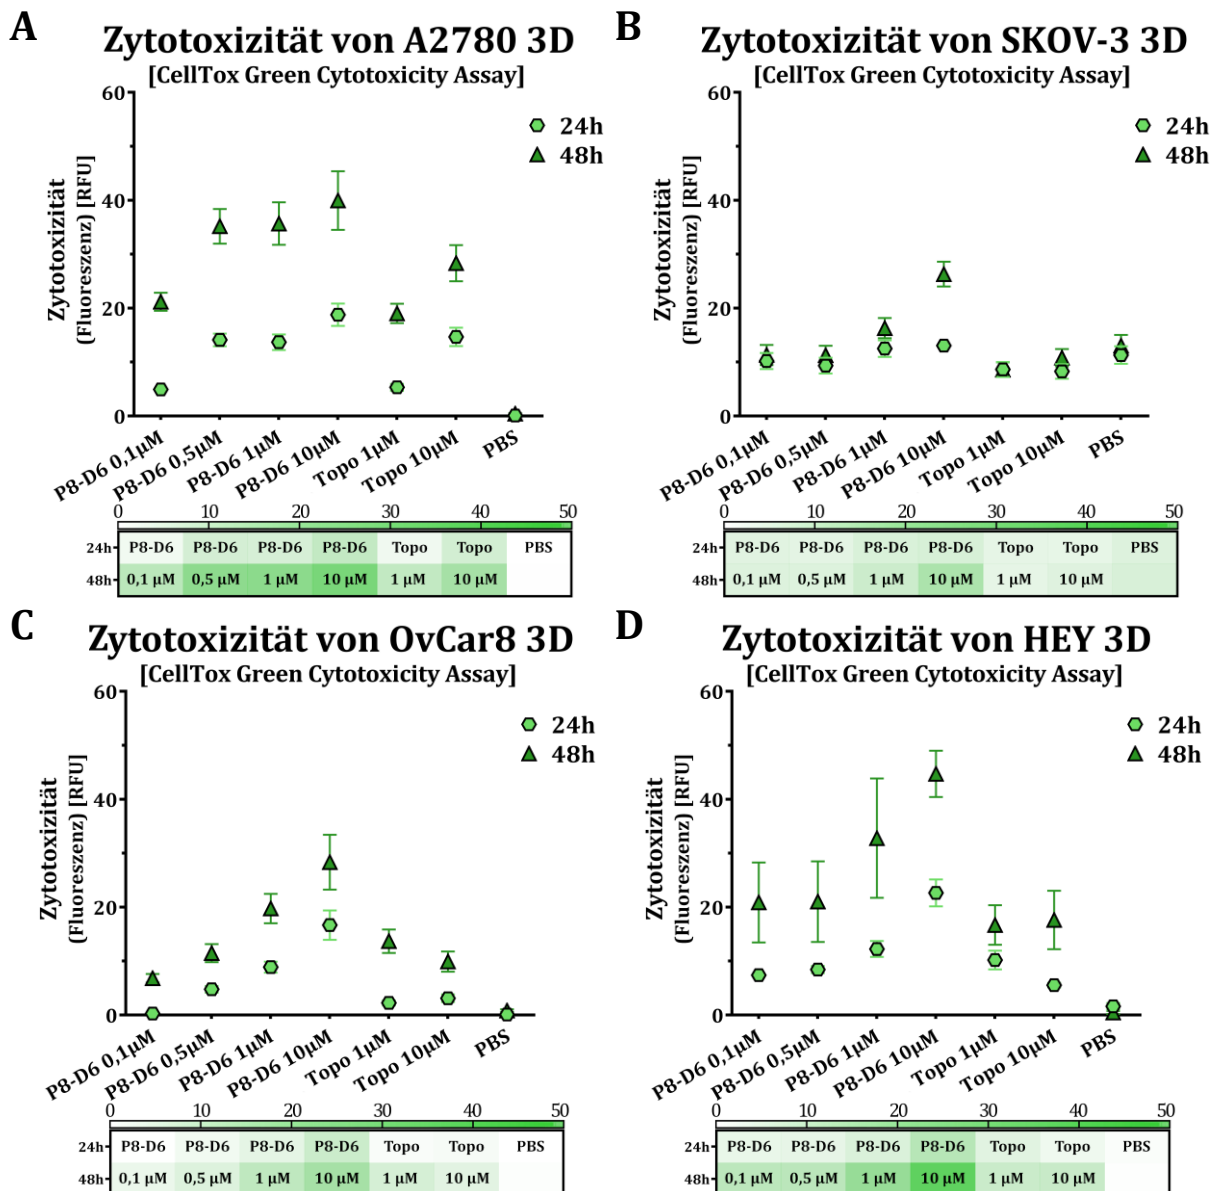 A
Zytotoxizität von A2780 3D
[CellTox Green Cytotoxicity Assay]
60
40
20
0
Zytotoxizität
(Fluoreszenz) [RFU]
24h
48h
P8-D6 0,1µM
P8-D6 0,5µM
P8-D6 1µM
P8-D6 10µM
Topo 1µM
Topo 10µM
PBS
0 10 20 30 40 50
24h P8-D6 P8-D6 P8-D6 P8-D6 Topo Topo PBS
48h 0,1 µM 0,5 µM 1 µM 10 µM 1 µM 10 µM
B
Zytotoxizität von SKOV-3 3D
[CellTox Green Cytotoxicity Assay]
60
40
20
0
Zytotoxizität
(Fluoreszenz) [RFU]
24h
48h
P8-D6 0,1µM
P8-D6 0,5µM
P8-D6 1µM
P8-D6 10µM
Topo 1µM
Topo 10µM
PBS
0 10 20 30 40 50
24h P8-D6 P8-D6 P8-D6 P8-D6 Topo Topo PBS
48h 0,1 µM 0,5 µM 1 µM 10 µM 1 µM 10 µM
C
Zytotoxizität von OvCar8 3D
[CellTox Green Cytotoxicity Assay]
60
40
20
0
Zytotoxizität
(Fluoreszenz) [RFU]
24h
48h
P8-D6 0,1µM
P8-D6 0,5µM
P8-D6 1µM
P8-D6 10µM
Topo 1µM
Topo 10µM
PBS
0 10 20 30 40 50
24h P8-D6 P8-D6 P8-D6 P8-D6 Topo Topo PBS
48h 0,1 µM 0,5 µM 1 µM 10 µM 1 µM 10 µM
D
Zytotoxizität von HEY 3D
[CellTox Green Cytotoxicity Assay]
60
40
20
0
Zytotoxizität
(Fluoreszenz) [RFU]
24h
48h
P8-D6 0,1µM
P8-D6 0,5µM
P8-D6 1µM
P8-D6 10µM
Topo 1µM
Topo 10µM
PBS
0 10 20 30 40 50
24h P8-D6 P8-D6 P8-D6 P8-D6 Topo Topo PBS
48h 0,1 µM 0,5 µM 1 µM 10 µM 1 µM 10 µM